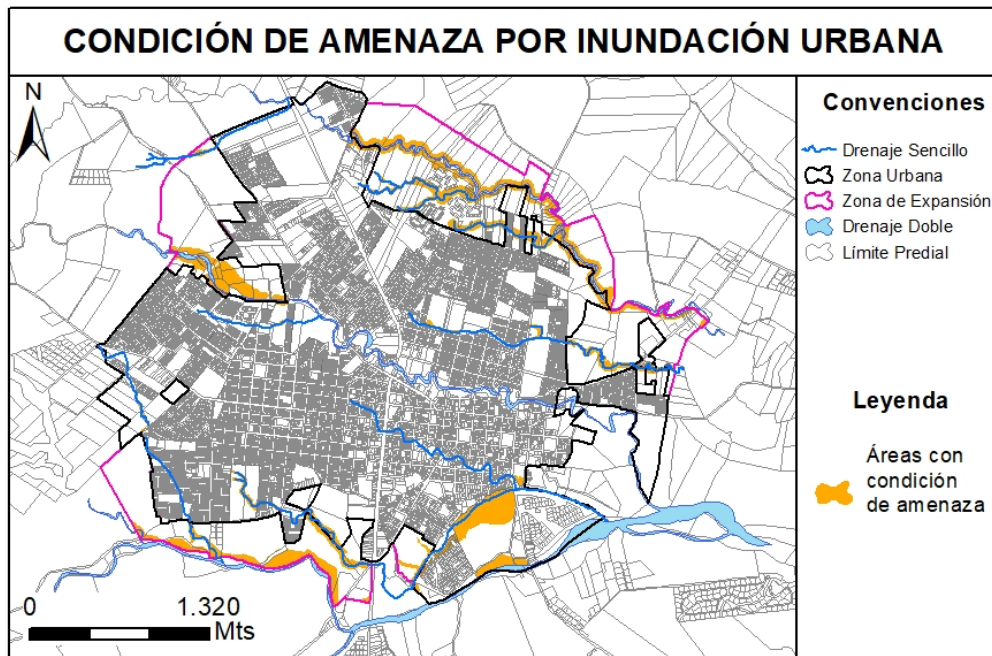 CONDICIÓN DE AMENAZA POR INUNDACIÓN URBANA
N
Convenciones
Drenaje Sencillo
Zona Urbana
Zona de Expansión
Drenaje Doble
Límite Predial
Leyenda
Áreas con
condición
de amenaza
0 1.320
Mts